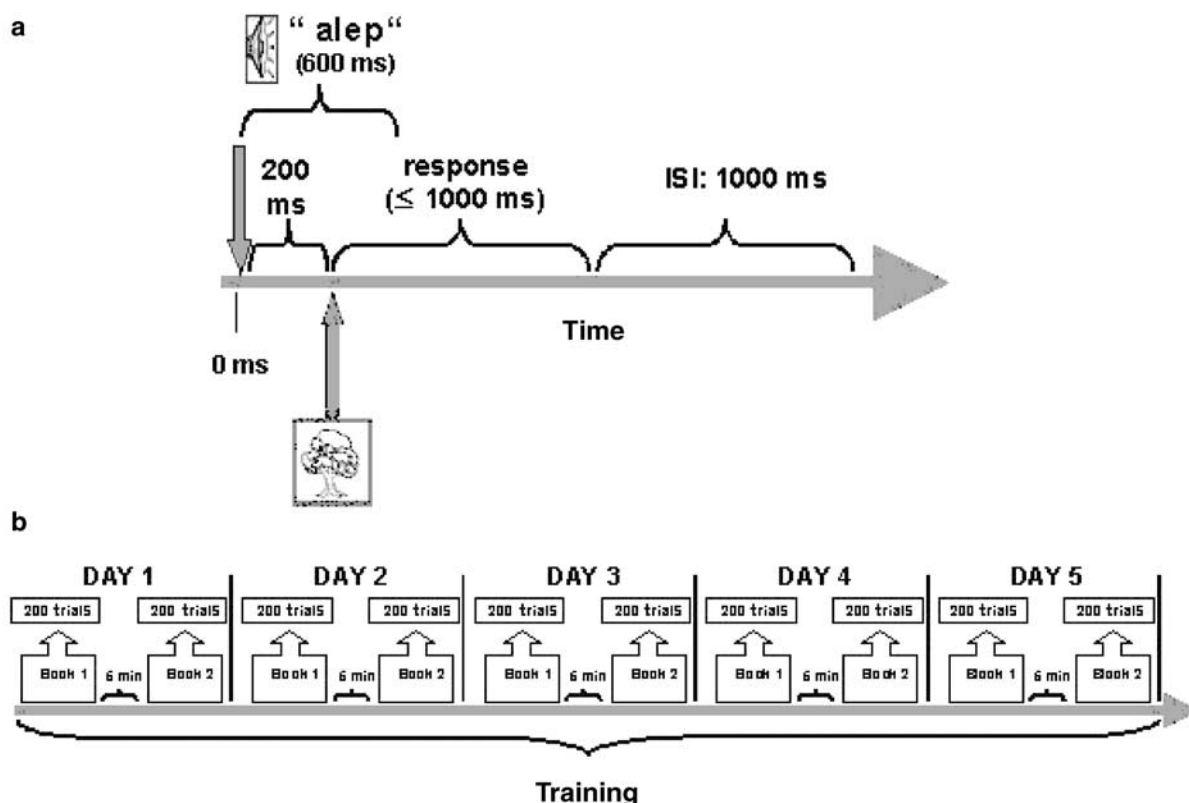 a
“ alep“
(600 ms)
200
ms
response
(≤ 1000 ms)
ISI: 1000 ms
Time
0 ms
b
DAY 1 DAY 2 DAY 3 DAY 4 DAY 5
200 trials 200 trials 200 trials 200 trials 200 trials 200 trials 200 trials 200 trials 200 trials 200 trials
Book 1 6 min Book 2 Book 1 6 min Book 2 Book 1 6 min Book 2 Book 1 6 min Book 2 Block 1 6 min Block 2
Training